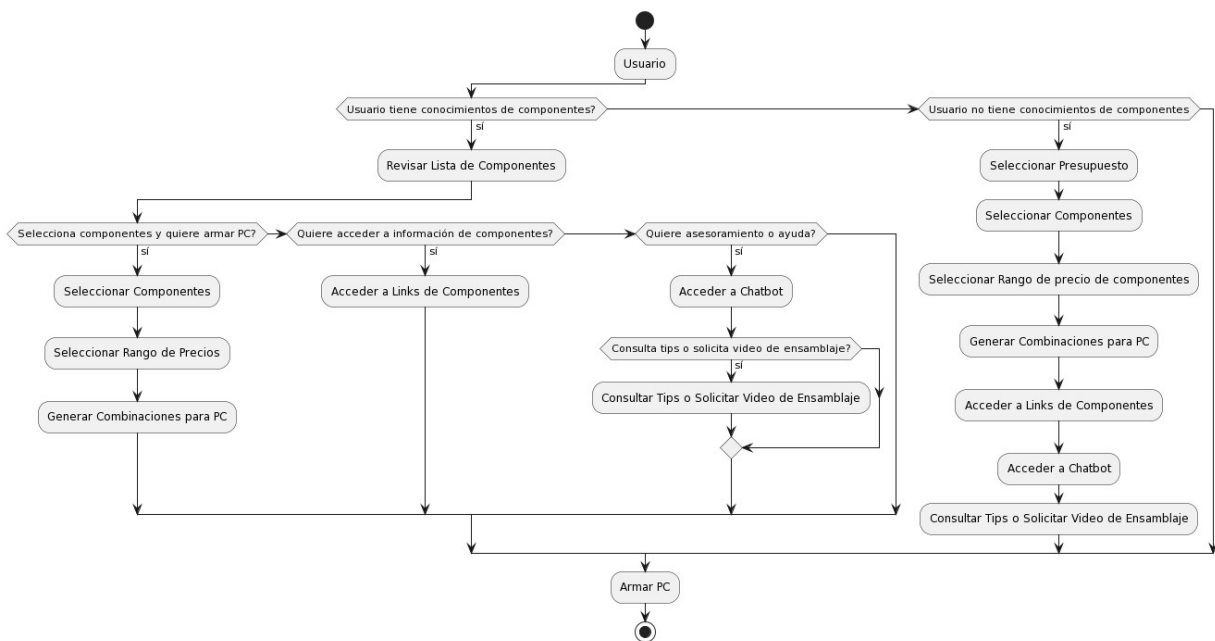 Usuario
Usuario tiene conocimientos de componentes?
sí
Revisar Lista de Componentes
Selecciona componentes y quiere armar PC?
sí
Seleccionar Componentes
Seleccionar Rango de Precios
Generar Combinaciones para PC
Quiere acceder a información de componentes?
sí
Acceder a Links de Componentes
Quiere asesoramiento o ayuda?
sí
Acceder a Chatbot
Consulta tips o solicita video de ensamblaje?
sí
Consultar Tips o Solicitar Video de Ensamblaje
Usuario no tiene conocimientos de componentes
sí
Seleccionar Presupuesto
Seleccionar Componentes
Seleccionar Rango de precio de componentes
Generar Combinaciones para PC
Acceder a Links de Componentes
Acceder a Chatbot
Consultar Tips o Solicitar Video de Ensamblaje
Armar PC